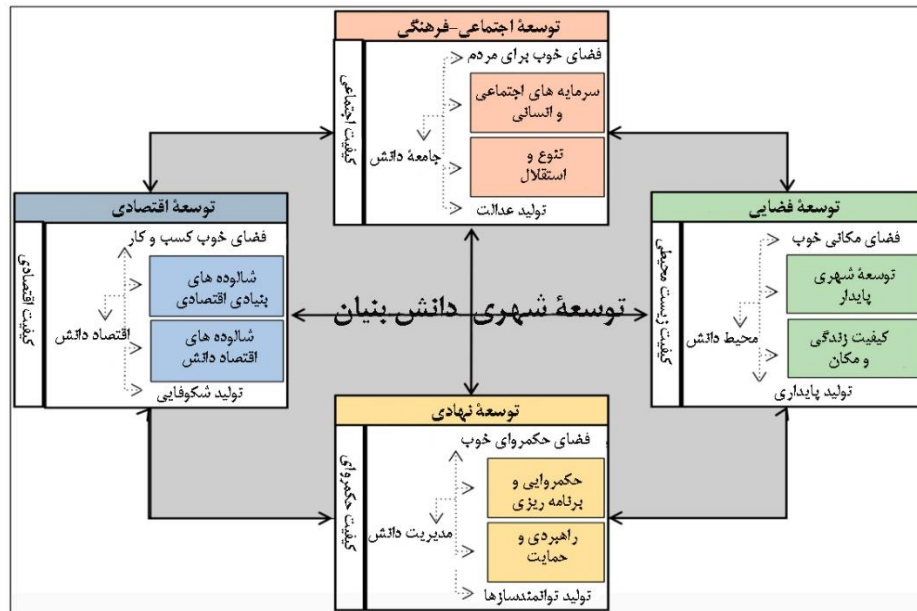 توسعهٔ اجتماعی-فرهنگی
کیفیت اجتماعی
فضای خوب برای مردم
سرمایه های اجتماعی
و انسانی
جامعهٔ دانش
تنوع و
استقلال
تولید عدالت
توسعهٔ فضایی
کیفیت زیست محیطی
فضای مکانی خوب
توسعهٔ شهری
پایدار
محیط دانش
کیفیت زندگی
و مکان
تولید پایداری
توسعهٔ شهری دانش بنیان
توسعهٔ اقتصادی
کیفیت اقتصادی
فضای خوب کسب و کار
شالوده های
بنیادی اقتصادی
اقتصاد دانش
شالوده های
اقتصاد دانش
تولید شکوفایی
توسعهٔ نهادی
کیفیت حکمروای
فضای حکمروای خوب
حکمروایی و
برنامه ریزی
مدیریت دانش
راهبردی و
حمایت
تولید توانمندسازها